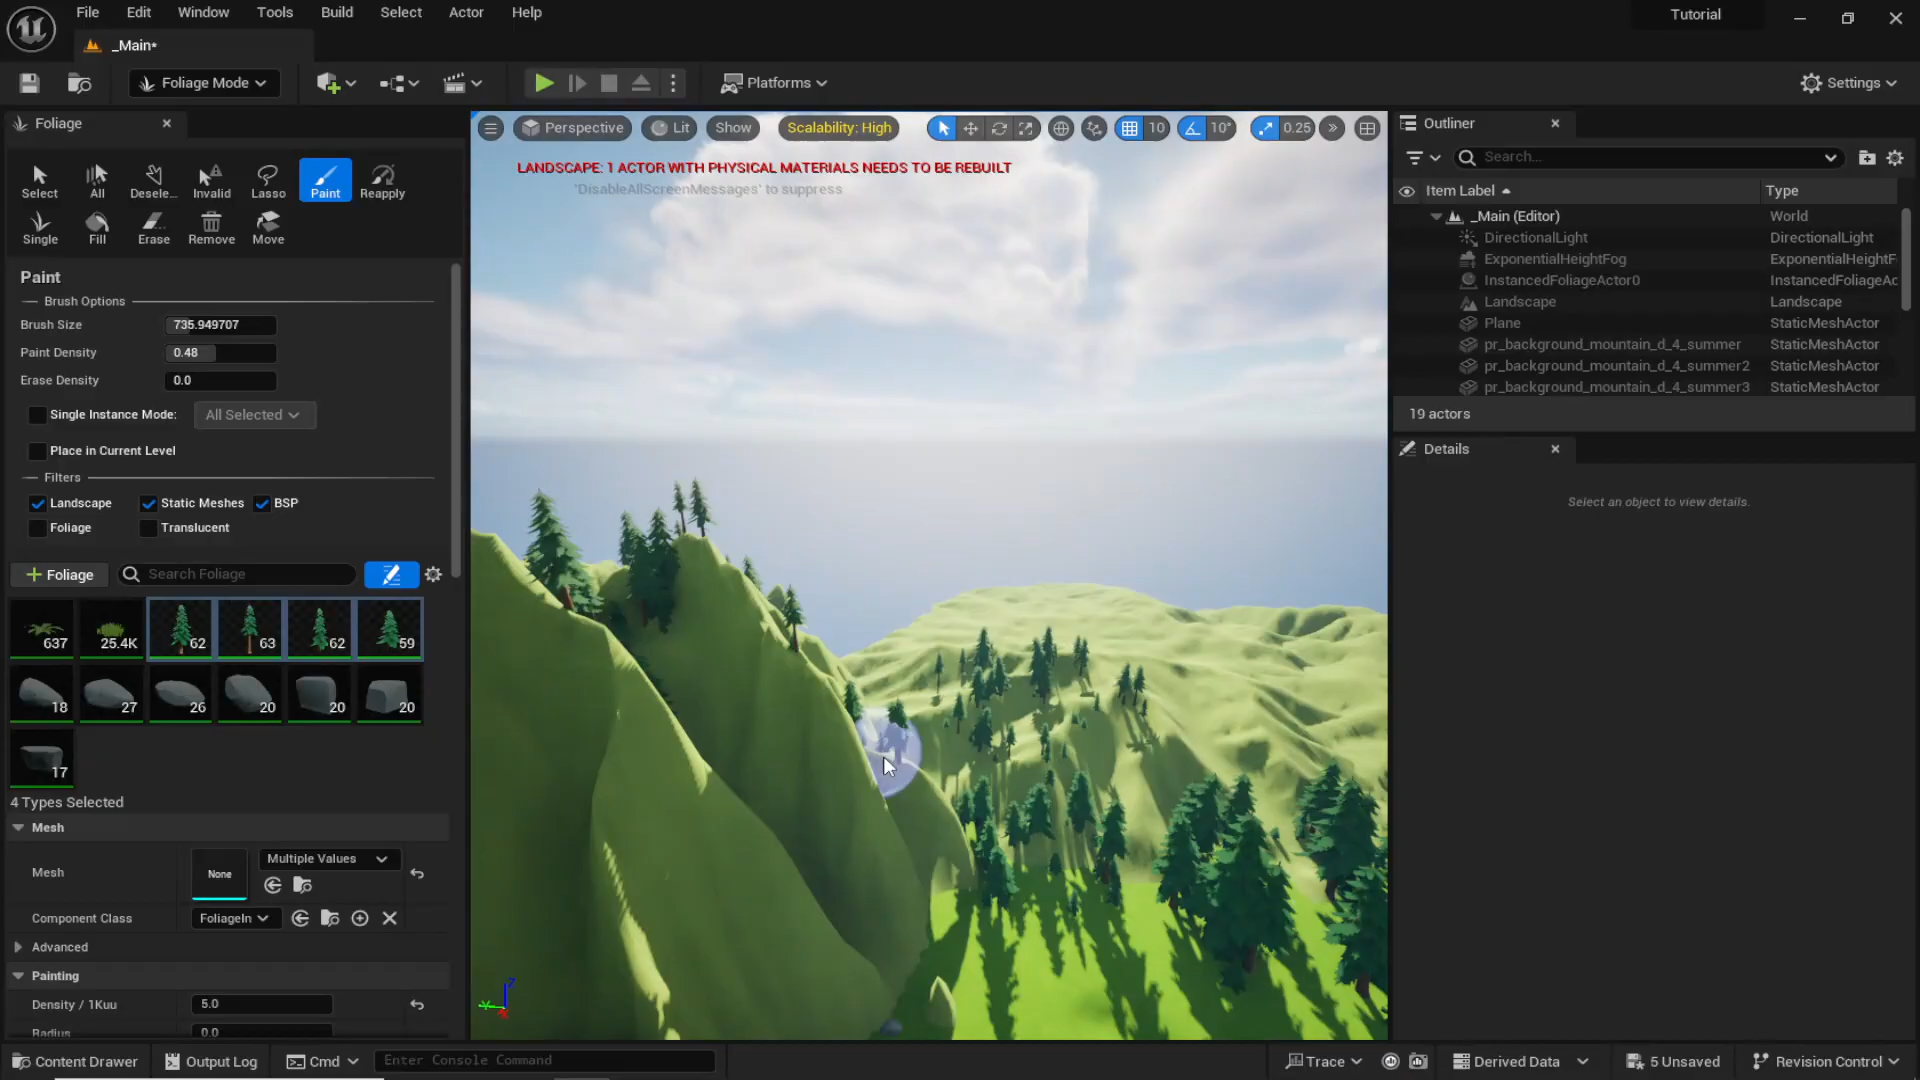 File Edit Window Tools Build Select Actor Help
Tutorial
_Main*
Foliage Mode
Platforms
Settings
Foliage
Select All Desele... Invalid Lasso Paint Reapply
Single Fill Erase Remove Move
Paint
Brush Options
Brush Size 735.949707
Paint Density 0.48
Erase Density 0.0
Single Instance Mode: All Selected
Place in Current Level
Filters
Landscape Static Meshes BSP
Foliage Translucent
Foliage Search Foliage
637 25.4K 62 63 62 59
18 27 26 20 20 20
17
4 Types Selected
Mesh
Mesh None Multiple Values
Component Class FoliageIn
Advanced
Painting
Density / 1Kuu 5.0
Radius 0.0
Perspective Lit Show Scalability: High 10 10° 0.25
LANDSCAPE: 1 ACTOR WITH PHYSICAL MATERIALS NEEDS TO BE REBUILT
'DisableAllScreenMessages' to suppress
Outliner
Search...
Item Label Type
_Main (Editor) World
DirectionalLight DirectionalLight
ExponentialHeightFog ExponentialHeightF
InstancedFoliageActor0 InstancedFoliageAc
Landscape Landscape
Plane StaticMeshActor
pr_background_mountain_d_4_summer StaticMeshActor
pr_background_mountain_d_4_summer2 StaticMeshActor
pr_background_mountain_d_4_summer3 StaticMeshActor
19 actors
Details
Select an object to view details.
Content Drawer Output Log Cmd Enter Console Command Trace Derived Data 5 Unsaved Revision Control